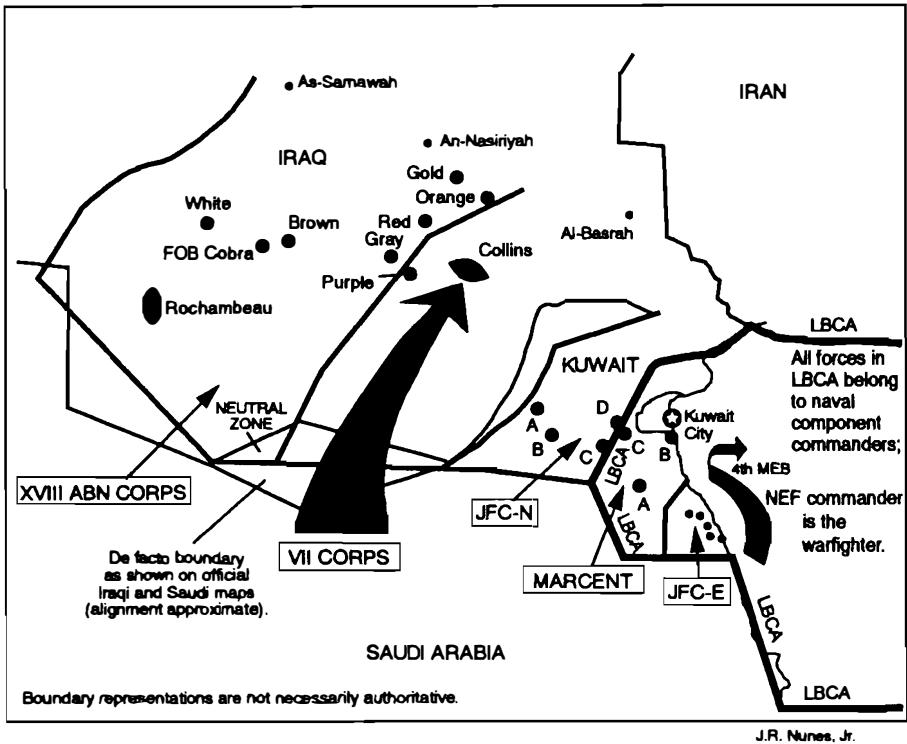 As-Samawah
IRAN
An-Nasiriyah
IRAQ
Gold
Orange
White
Red
Brown
Gray
FOB Cobra
Al-Basrah
Collins
Purple
Rochambeau
LBCA
All forces in
LBCA belong
to naval
component
commanders;
KUWAIT
NEUTRAL
ZONE
D
Kuwait
City
A
B
C
C
B
LBCA
4th MEB
A
XVIII ABN CORPS
JFC-N
NEF commander
is the
warfighter.
LBCA
De facto boundary
as shown on official
Iraqi and Saudi maps
(alignment approximate).
VII CORPS
MARCENT
JFC-E
LBCA
SAUDI ARABIA
LBCA
Boundary representations are not necessarily authoritative.
J.R. Nunes, Jr.